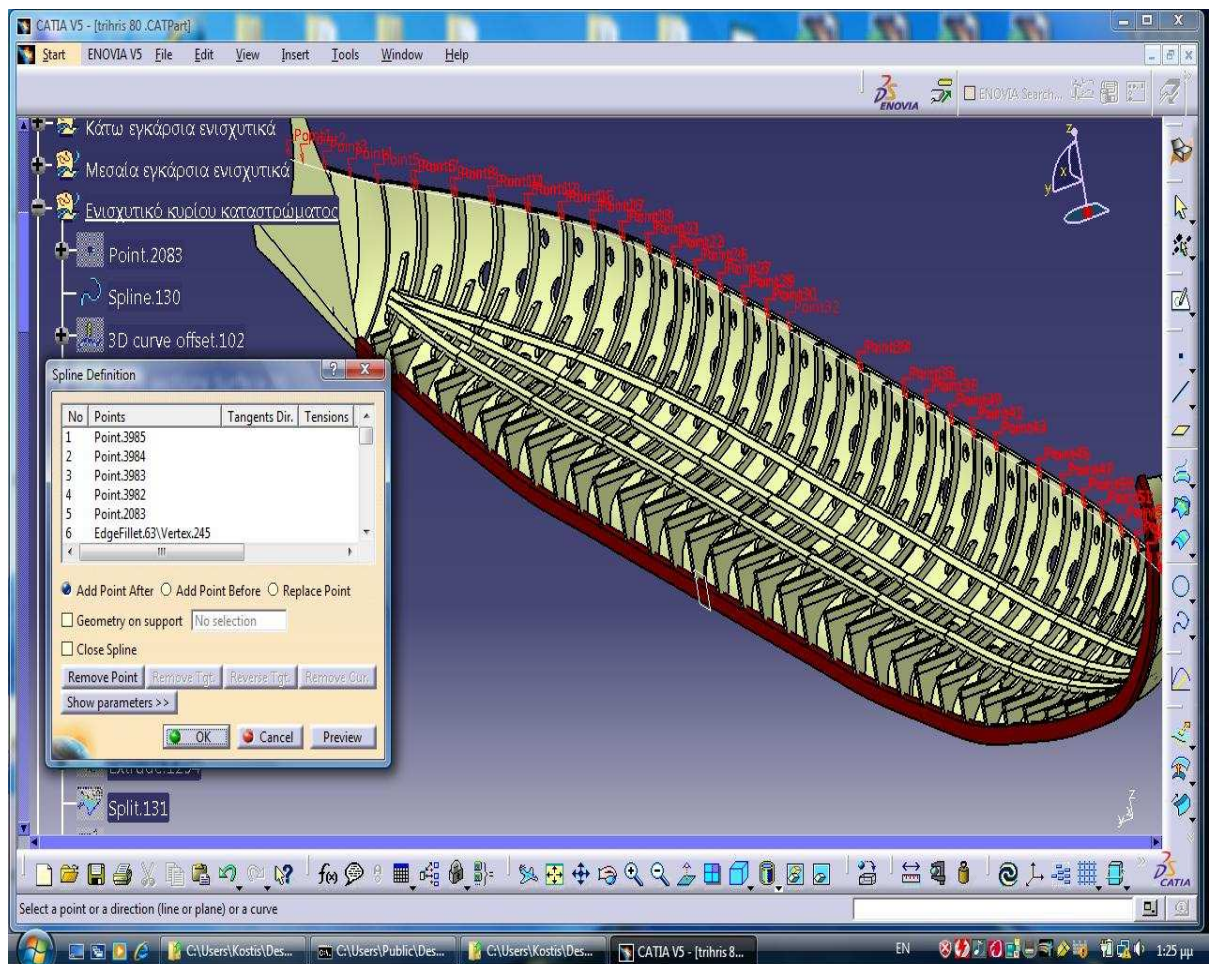 CATIA V5 - [trihris 80 .CATPart]
Start ENOVIA V5 File Edit View Insert Tools Window Help
ENOVIA
ENOVIA Search...
Κάτω εγκάρσια ενισχυτικά
Μεσαία εγκάρσια ενισχυτικά
Ενισχυτικό κυρίου καταστρώματος
Point.2083
Spline.130
3D curve offset.102
Spline Definition
No Points Tangents Dir. Tensions
1 Point.3985
2 Point.3984
3 Point.3983
4 Point.3982
5 Point.2083
6 EdgeFillet.63\Vertex.245
Add Point After Add Point Before Replace Point
Geometry on support No selection
Close Spline
Remove Point Remove Tgt. Reverse Tgt. Remove Cur.
Show parameters >>
OK Cancel Preview
Split.131
z
x
y
z
CATIA
Select a point or a direction (line or plane) or a curve
C:\Users\Kostis\Des... C:\Users\Public\Des... C:\Users\Kostis\Des... CATIA V5 - [trihris 8... EN 1:25 μμ